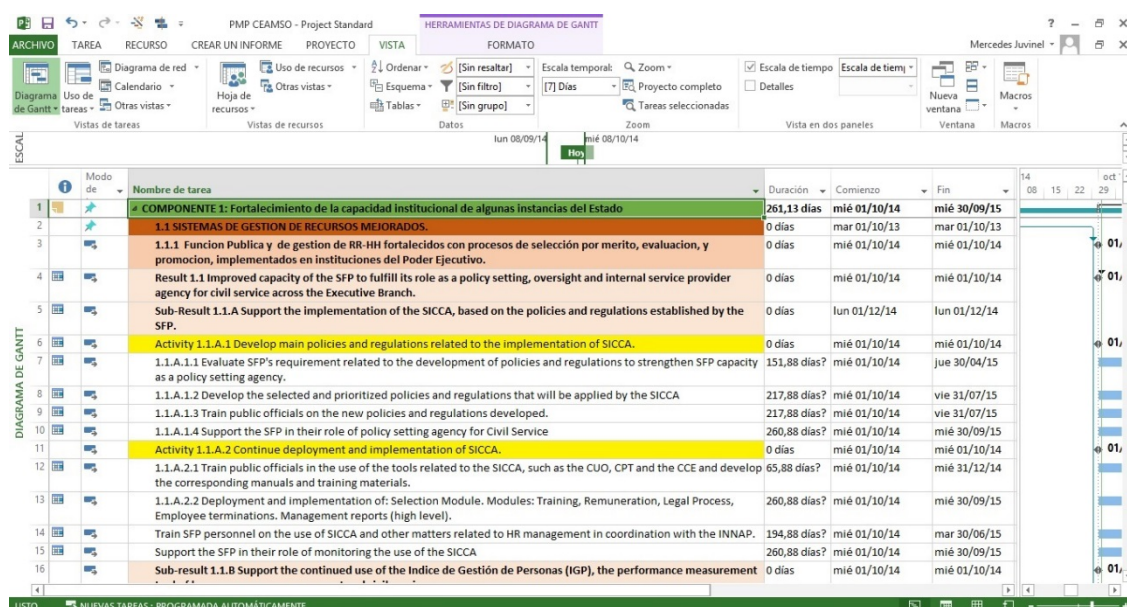 PMP CEAMSO - Project Standard
HERRAMIENTAS DE DIAGRAMA DE GANTT
ARCHIVO TAREA RECURSO CREAR UN INFORME PROYECTO VISTA FORMATO Mercedes Juvinel
Diagrama de Gantt
Uso de tareas
Diagrama de red
Calendario
Otras vistas
Vistas de tareas
Hoja de recursos
Uso de recursos
Otras vistas
Vistas de recursos
Ordenar
Esquema
Tablas
[Sin resaltar]
[Sin filtro]
[Sin grupo]
Datos
Escala temporal:
[7] Días
Zoom
Proyecto completo
Tareas seleccionadas
Zoom
Escala de tiempo Escala de tiem
Detalles
Vista en dos paneles
Nueva ventana
Ventana
Macros
Macros
ESCAL
lun 08/09/14 mié 08/10/14
Hoy
Modo de Nombre de tarea Duración Comienzo Fin
14 oct
08 15 22 29
DIAGRAMA DE GANTT
1 COMPONENTE 1: Fortalecimiento de la capacidad institucional de algunas instancias del Estado 261,13 días mié 01/10/14 mié 30/09/15
2 1.1 SISTEMAS DE GESTION DE RECURSOS MEJORADOS. 0 días mar 01/10/13 mar 01/10/13
3 1.1.1 Funcion Publica y de gestion de RR-HH fortalecidos con procesos de selección por merito, evaluacion, y 0 días mié 01/10/14 mié 01/10/14 01/
promocion, implementados en instituciones del Poder Ejecutivo.
4 Result 1.1 Improved capacity of the SFP to fulfill its role as a policy setting, oversight and internal service provider 0 días mié 01/10/14 mié 01/10/14 01/
agency for civil service across the Executive Branch.
5 Sub-Result 1.1.A Support the implementation of the SICCA, based on the policies and regulations established by the 0 días lun 01/12/14 lun 01/12/14
SFP.
6 Activity 1.1.A.1 Develop main policies and regulations related to the implementation of SICCA. 0 días mié 01/10/14 mié 01/10/14 01/
7 1.1.A.1.1 Evaluate SFP's requirement related to the development of policies and regulations to strengthen SFP capacity 151,88 días? mié 01/10/14 jue 30/04/15
as a policy setting agency.
8 1.1.A.1.2 Develop the selected and prioritized policies and regulations that will be applied by the SICCA 217,88 días? mié 01/10/14 vie 31/07/15
9 1.1.A.1.3 Train public officials on the new policies and regulations developed. 217,88 días? mié 01/10/14 vie 31/07/15
10 1.1.A.1.4 Support the SFP in their role of policy setting agency for Civil Service 260,88 días? mié 01/10/14 mié 30/09/15
11 Activity 1.1.A.2 Continue deployment and implementation of SICCA. 0 días mié 01/10/14 mié 01/10/14 01/
12 1.1.A.2.1 Train public officials in the use of the tools related to the SICCA, such as the CUO, CPT and the CCE and develop 65,88 días? mié 01/10/14 mié 31/12/14
the corresponding manuals and training materials.
13 1.1.A.2.2 Deployment and implementation of: Selection Module. Modules: Training, Remuneration, Legal Process, 260,88 días? mié 01/10/14 mié 30/09/15
Employee terminations. Management reports (high level).
14 Train SFP personnel on the use of SICCA and other matters related to HR management in coordination with the INNAP. 194,88 días? mié 01/10/14 mar 30/06/15
15 Support the SFP in their role of monitoring the use of the SICCA 260,88 días? mié 01/10/14 mié 30/09/15
16 Sub-result 1.1.B Support the continued use of the Indice de Gestión de Personas (IGP), the performance measurement 0 días mié 01/10/14 mié 01/10/14 01/
LISTO NUEVAS TAREAS : PROGRAMADA AUTOMÁTICAMENTE